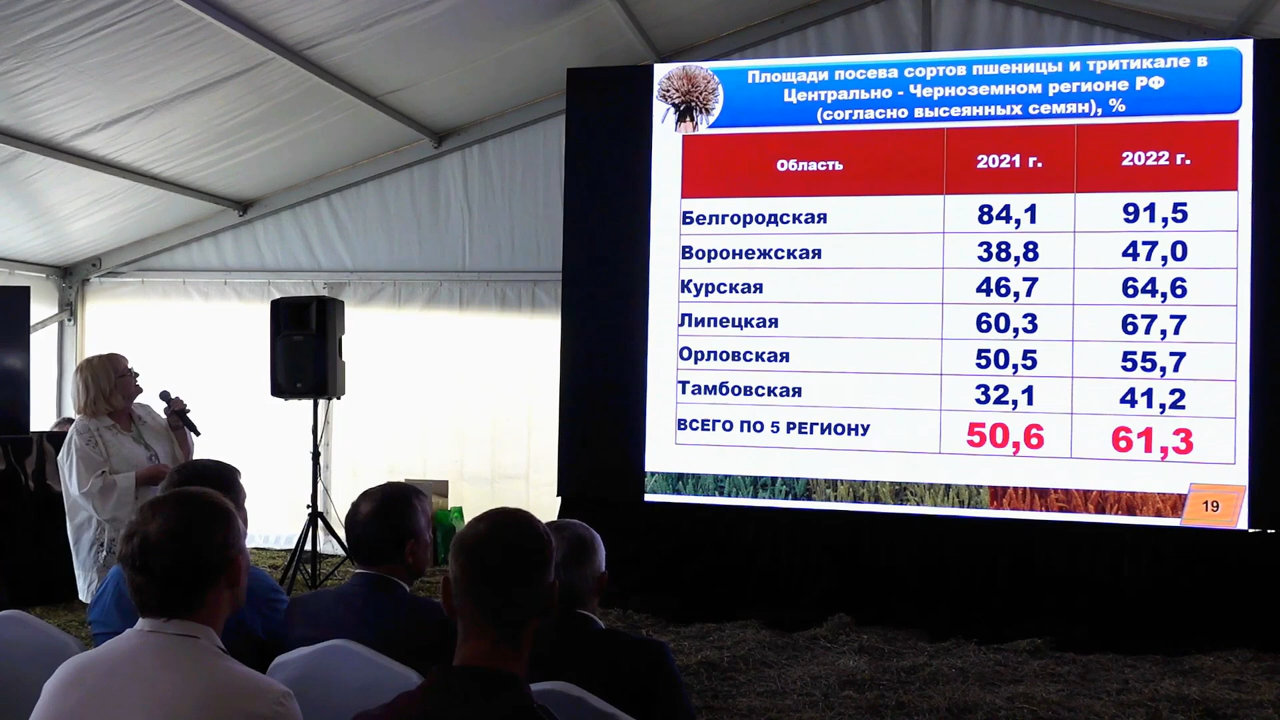 Площади посева сортов пшеницы и тритикале в
Центрально - Черноземном регионе РФ
(согласно высеянных семян), %
Область 2021 г. 2022 г.
Белгородская 84,1 91,5
Воронежская 38,8 47,0
Курская 46,7 64,6
Липецкая 60,3 67,7
Орловская 50,5 55,7
Тамбовская 32,1 41,2
ВСЕГО ПО 5 РЕГИОНУ 50,6 61,3
19